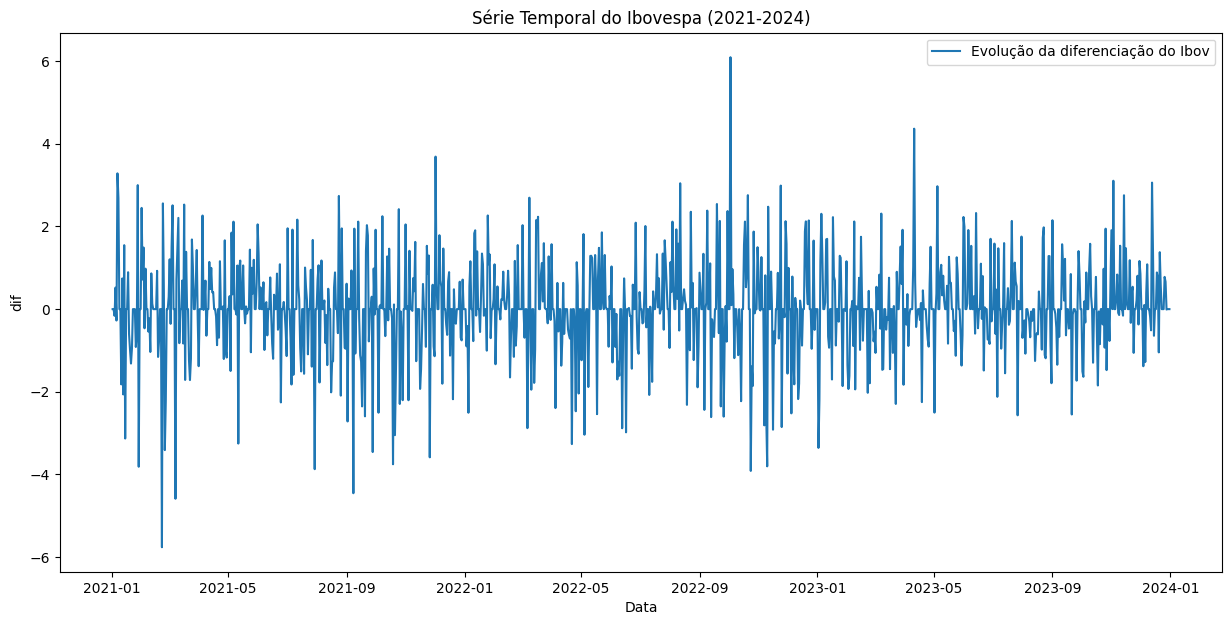 Série Temporal do Ibovespa (2021-2024)
Evolução da diferenciação do Ibov
6
4
2
0
−2
−4
−6
dif
2021-01 2021-05 2021-09 2022-01 2022-05 2022-09 2023-01 2023-05 2023-09 2024-01
Data